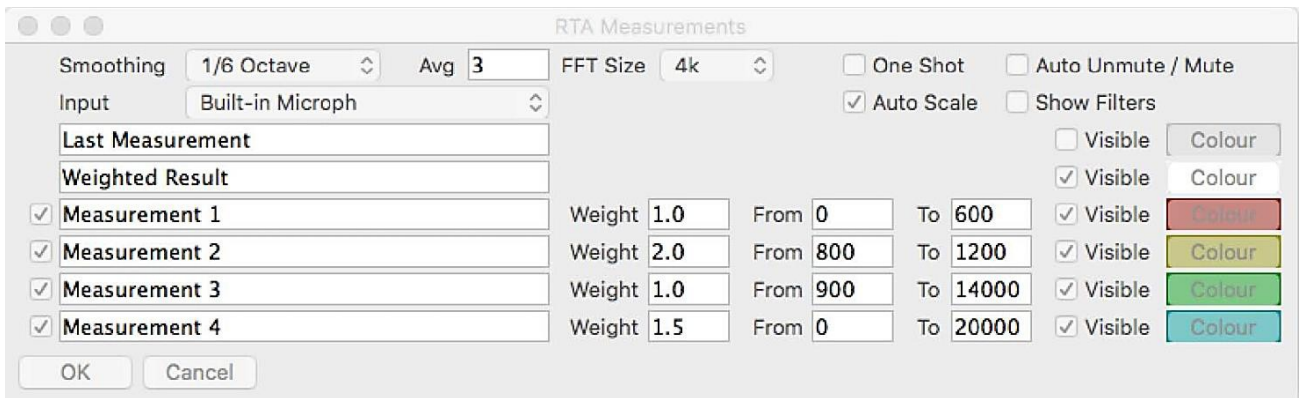 RTA Measurements
Smoothing 1/6 Octave Avg 3 FFT Size 4k One Shot Auto Unmute / Mute
Input Built-in Microph Auto Scale Show Filters
Last Measurement Visible Colour
Weighted Result Visible Colour
Measurement 1 Weight 1.0 From 0 To 600 Visible Colour
Measurement 2 Weight 2.0 From 800 To 1200 Visible Colour
Measurement 3 Weight 1.0 From 900 To 14000 Visible Colour
Measurement 4 Weight 1.5 From 0 To 20000 Visible Colour
OK Cancel